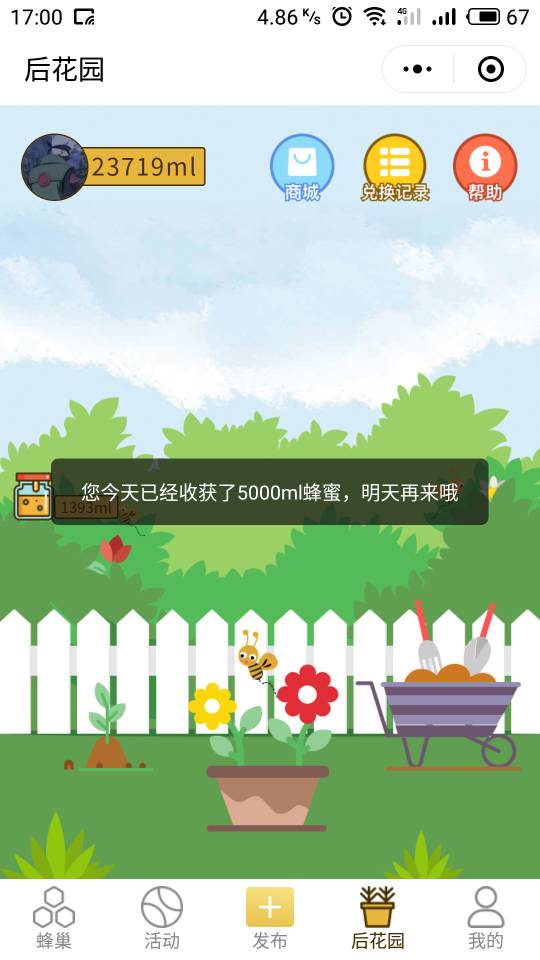 17:00
4.86 K/s
4G
67
后花园
23719ml
商城
兑换记录
帮助
您今天已经收获了5000ml蜂蜜，明天再来哦
1393ml
蜂巢
活动
发布
后花园
我的